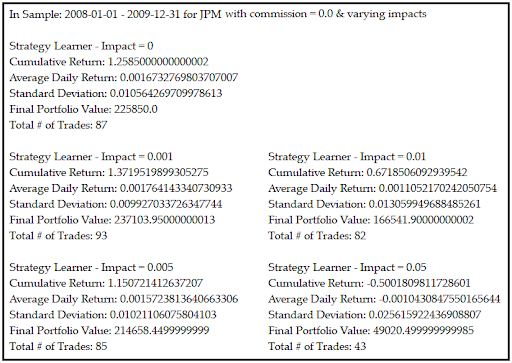 In Sample: 2008-01-01 - 2009-12-31 for JPM with commission = 0.0 & varying impacts
Strategy Learner - Impact = 0
Cumulative Return: 1.2585000000000002
Average Daily Return: 0.0016732769803707007
Standard Deviation: 0.010564269709978613
Final Portfolio Value: 225850.0
Total # of Trades: 87
Strategy Learner - Impact = 0.001
Cumulative Return: 1.3719519899305275
Average Daily Return: 0.001764143340730933
Standard Deviation: 0.009927033726347744
Final Portfolio Value: 237103.95000000013
Total # of Trades: 93
Strategy Learner - Impact = 0.01
Cumulative Return: 0.6718506092939542
Average Daily Return: 0.0011052170242050754
Standard Deviation: 0.013059949688485261
Final Portfolio Value: 166541.90000000002
Total # of Trades: 82
Strategy Learner - Impact = 0.005
Cumulative Return: 1.150721412637207
Average Daily Return: 0.0015723813640663306
Standard Deviation: 0.01021106075804103
Final Portfolio Value: 214658.4499999999
Total # of Trades: 85
Strategy Learner - Impact = 0.05
Cumulative Return: -0.5001809811728601
Average Daily Return: -0.0010430847550165644
Standard Deviation: 0.025615922436908807
Final Portfolio Value: 49020.499999999985
Total # of Trades: 43